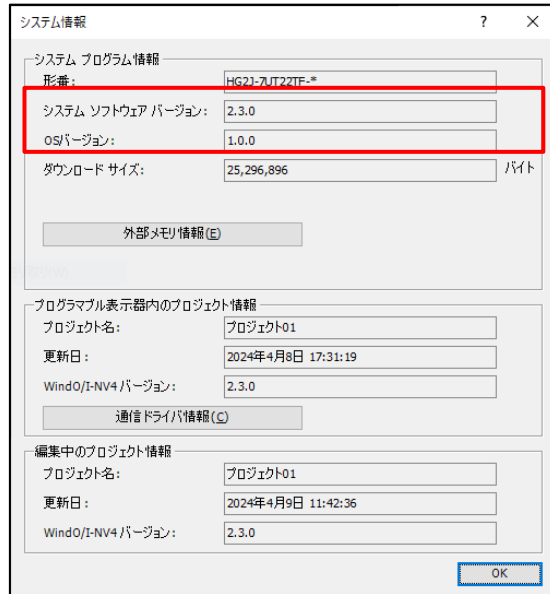 システム情報 ? ×
システム プログラム情報
形番: HG2J-7UT22TF-*
システム ソフトウェア バージョン: 2.3.0
OSバージョン: 1.0.0
ダウンロード サイズ: 25,296,896 バイト
外部メモリ情報(E)
プログラマブル表示器内のプロジェクト情報
プロジェクト名: プロジェクト01
更新日: 2024年4月8日 17:31:19
WindO/I-NV4 バージョン: 2.3.0
通信ドライバ情報(C)
編集中のプロジェクト情報
プロジェクト名: プロジェクト01
更新日: 2024年4月9日 11:42:36
WindO/I-NV4 バージョン: 2.3.0
OK